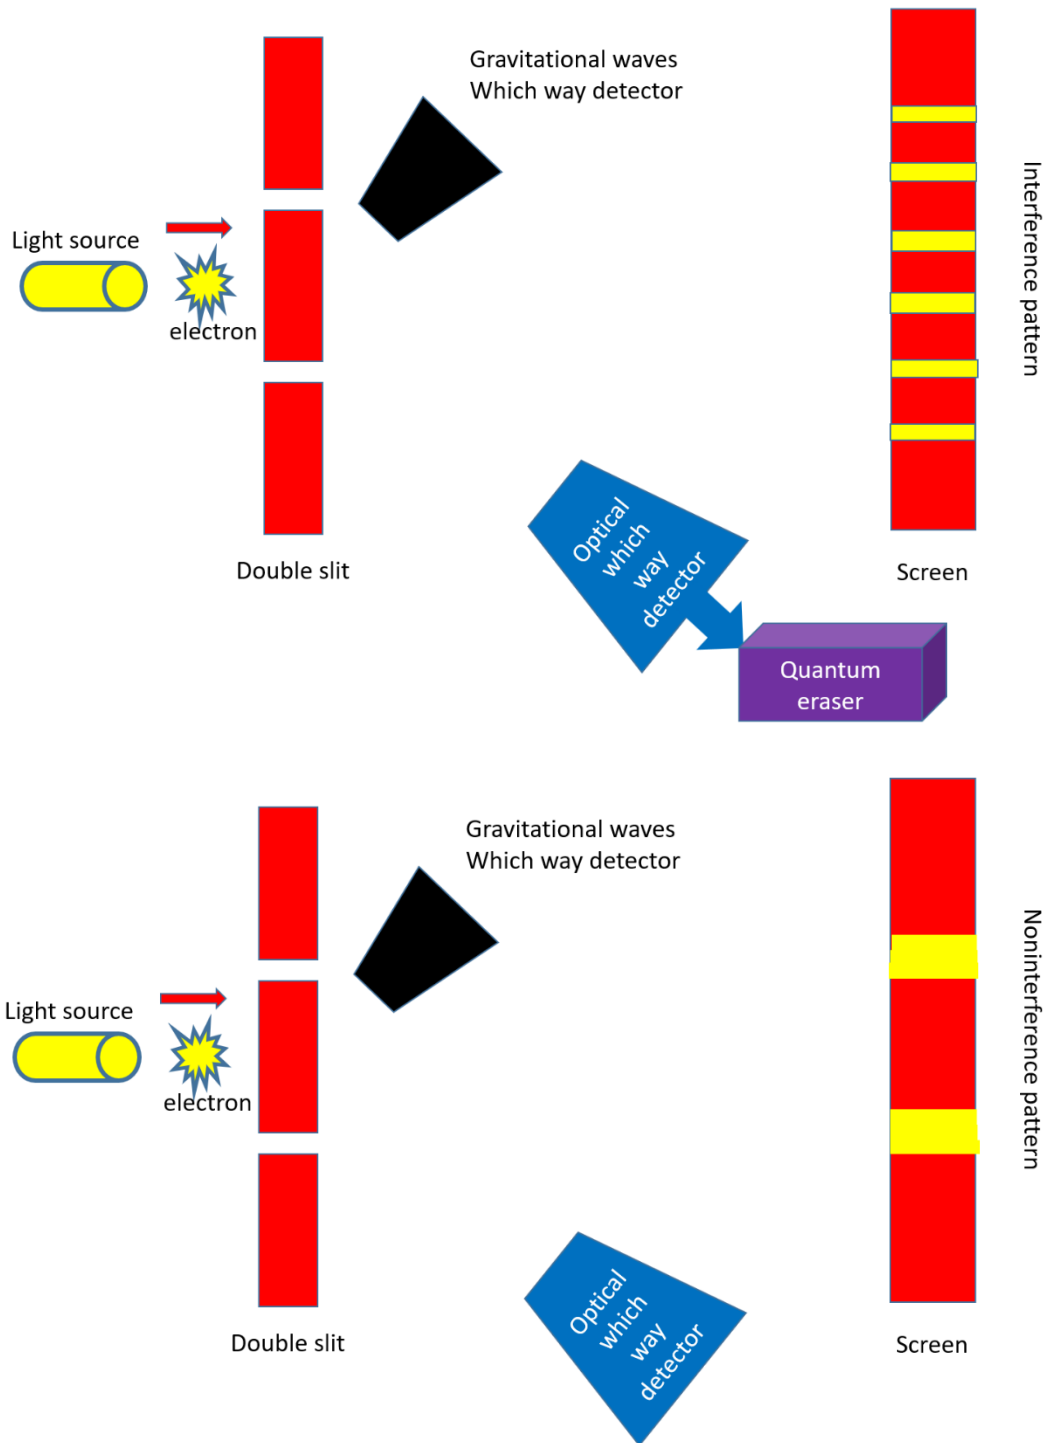 Gravitational waves
Which way detector
Light source
electron
Double slit
Optical
which
way
detector
Quantum
eraser
Screen
Interference pattern
Gravitational waves
Which way detector
Light source
electron
Double slit
Optical
which
way
detector
Screen
Noninterference pattern